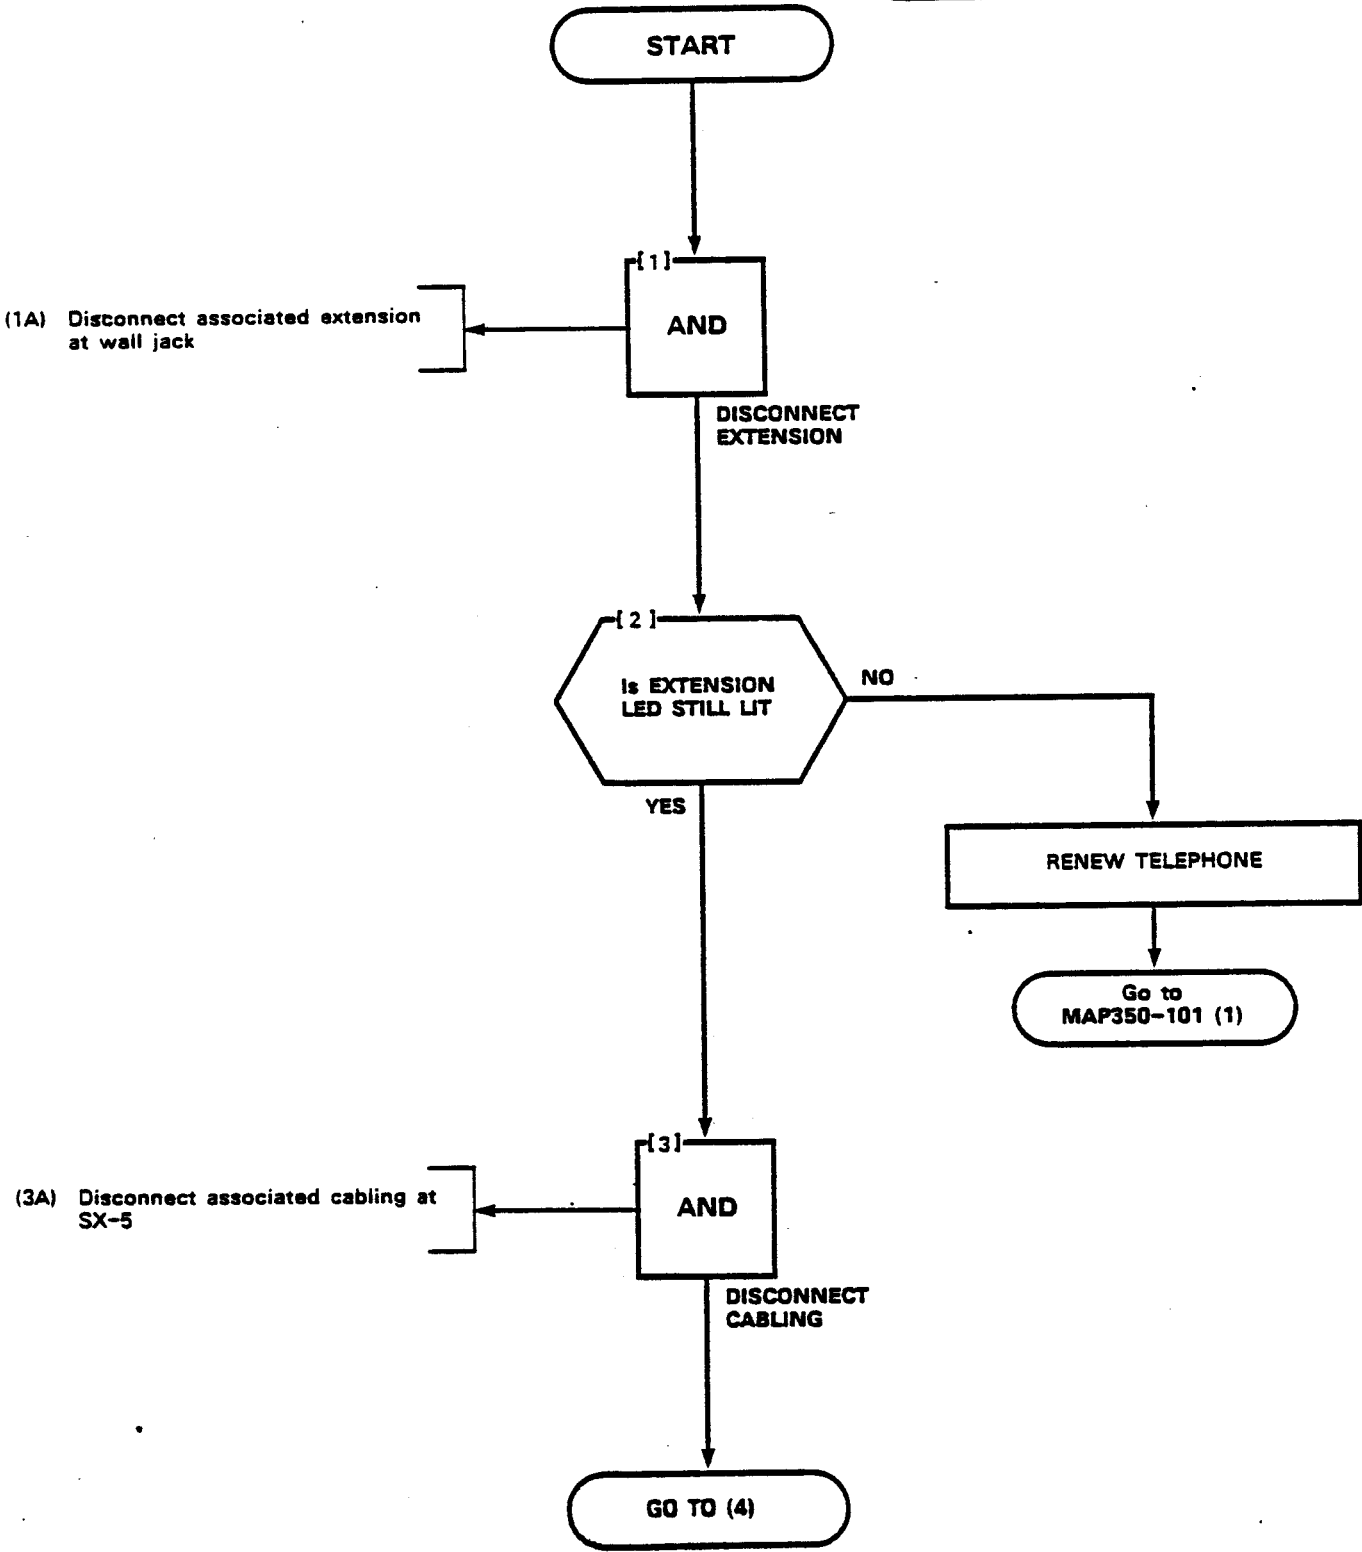 START
[1]
AND
(1A) Disconnect associated extension
at wall jack
DISCONNECT
EXTENSION
[2]
Is EXTENSION
LED STILL LIT
NO
YES
RENEW TELEPHONE
Go to
MAP350-101 (1)
[3]
AND
(3A) Disconnect associated cabling at
SX-5
DISCONNECT
CABLING
GO TO (4)